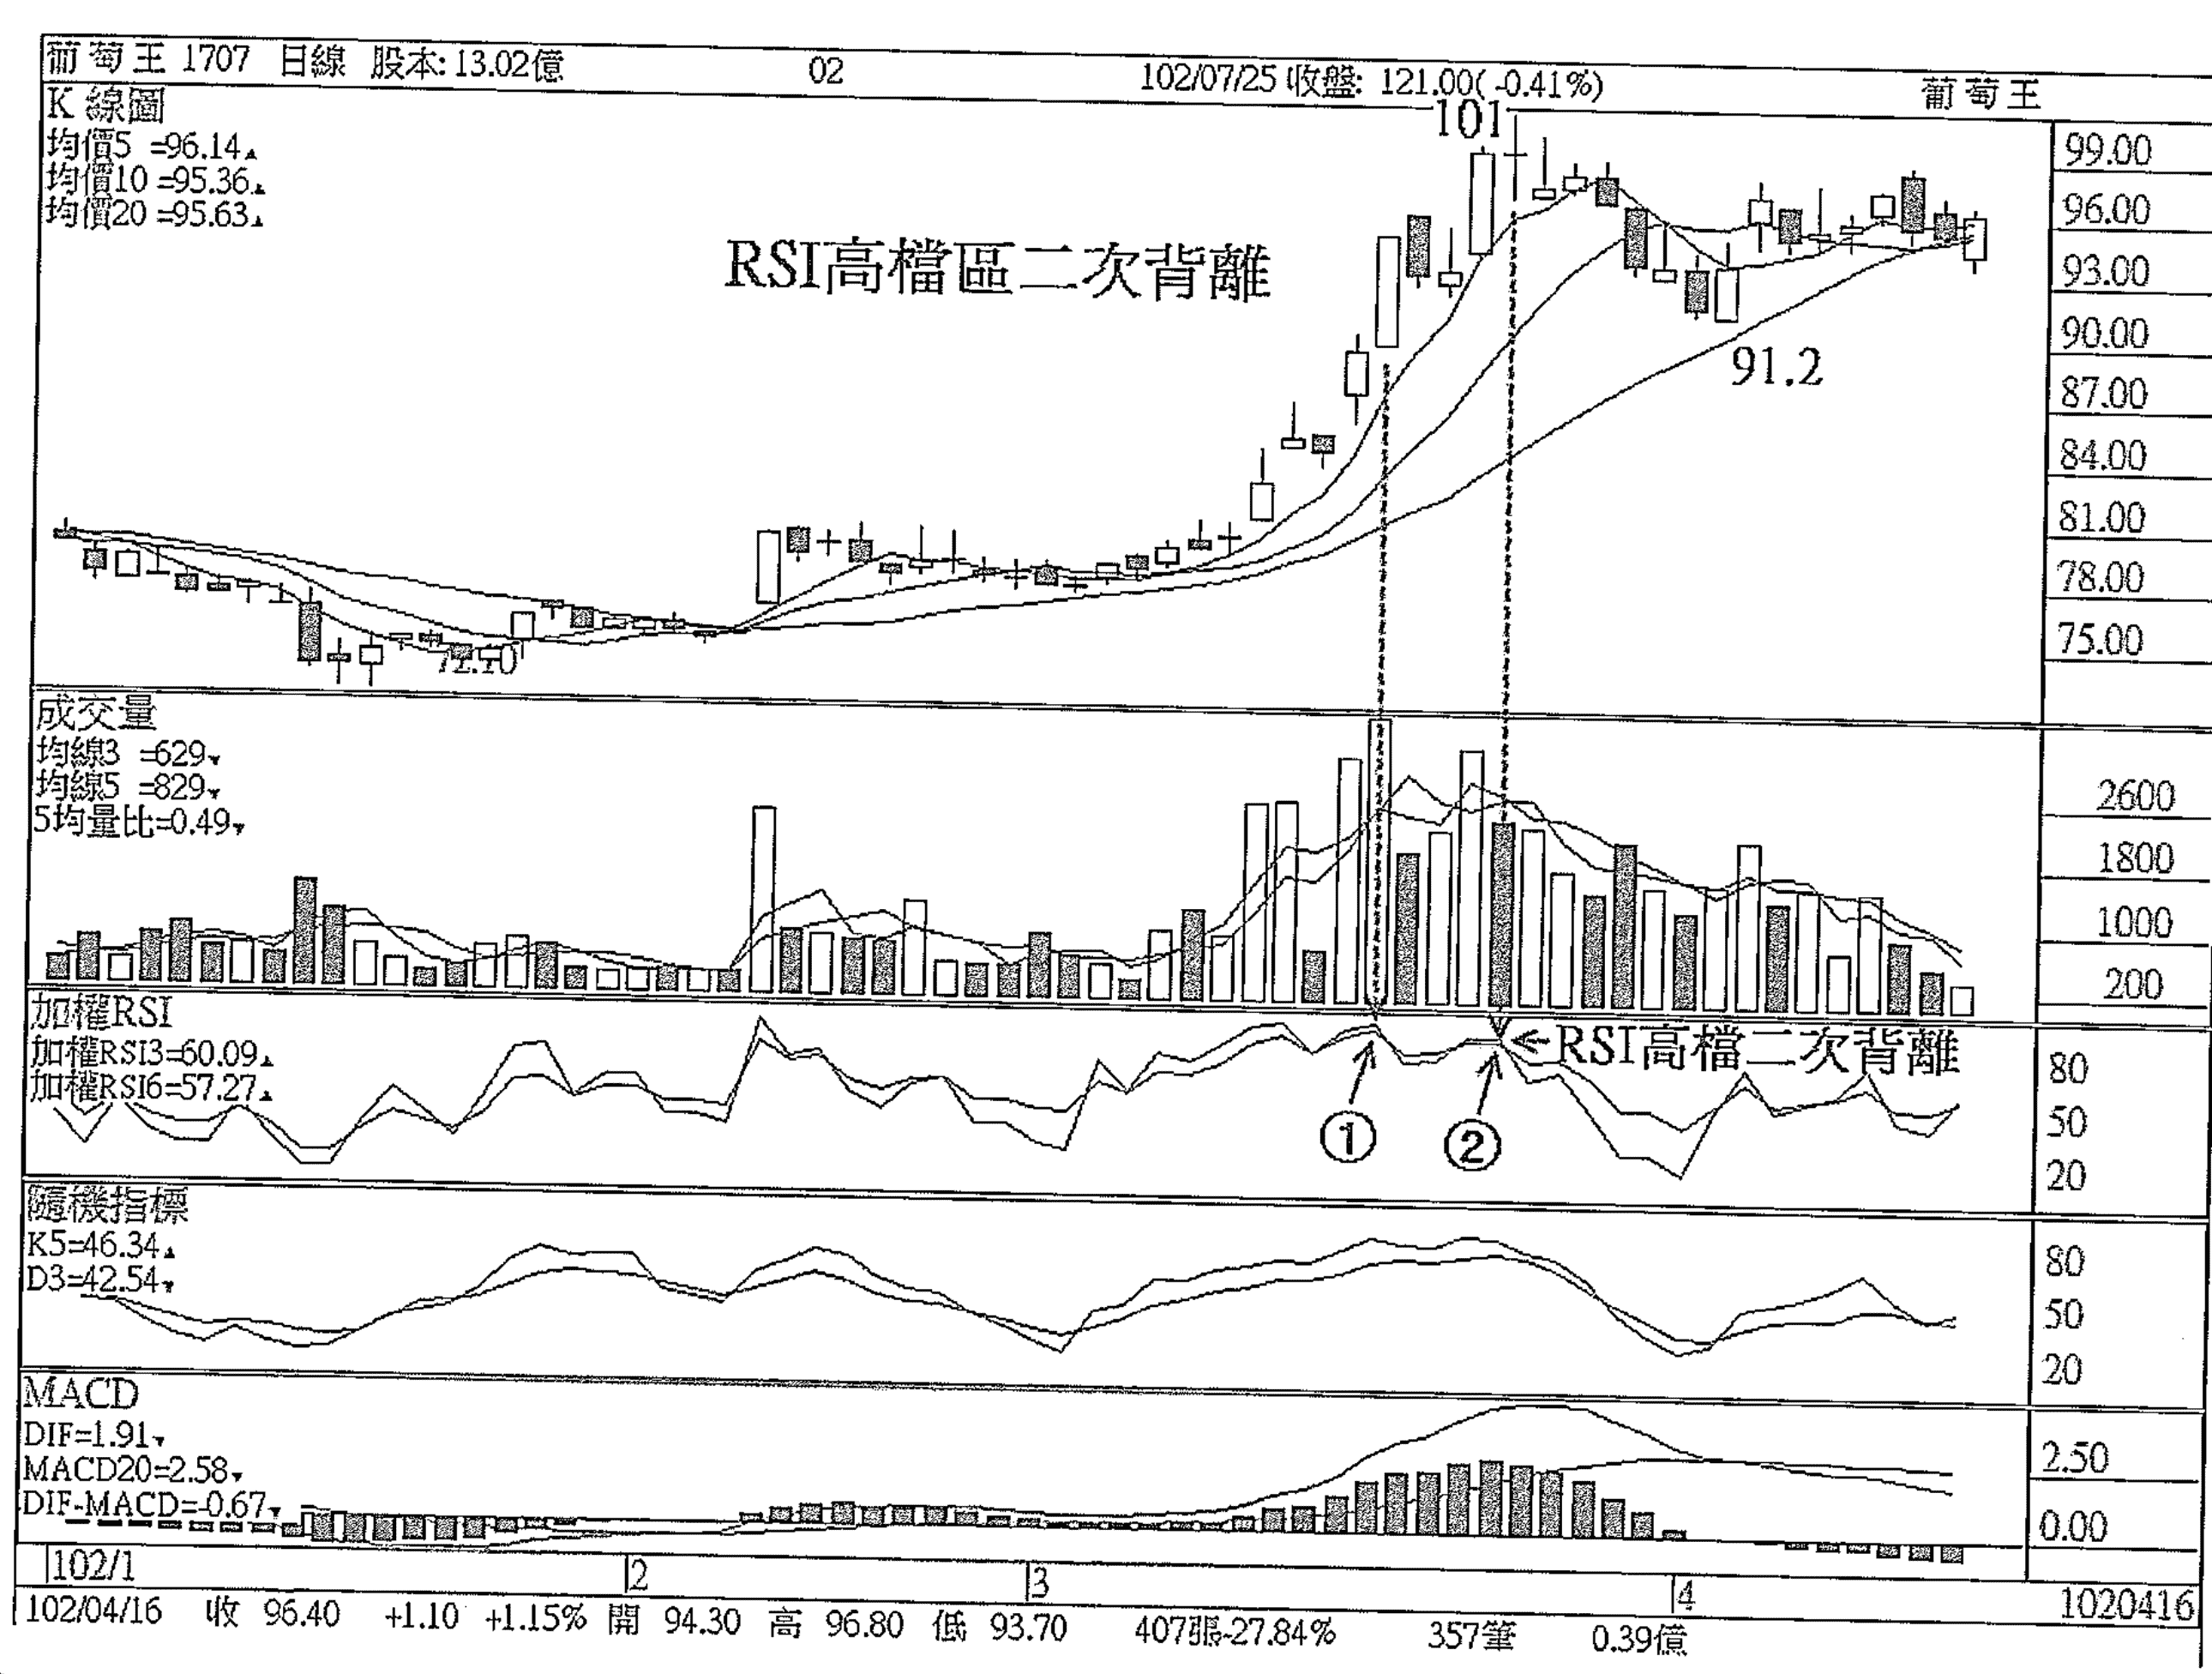 葡萄王 1707 日線 股本:13.02億 02 102/07/25 收盤: 121.00( -0.41%) 葡萄王
K 線圖
均價5 =96.14▲
均價10 =95.36▲
均價20 =95.63▲
101
RSI高檔區二次背離
91.2
99.00
96.00
93.00
90.00
87.00
84.00
81.00
78.00
75.00
成交量
均線3 =629▼
均線5 =829▼
5均量比=0.49▼
2600
1800
1000
200
加權RSI
加權RSI3=60.09▲
加權RSI6=57.27▲
←RSI高檔二次背離
① ②
80
50
20
隨機指標
K5=46.34▲
D3=42.54▼
80
50
20
MACD
DIF=1.91▼
MACD20=2.58▼
DIF-MACD=-0.67▼
2.50
0.00
102/1 2 3 4 1020416
102/04/16 收 96.40 +1.10 +1.15% 開 94.30 高 96.80 低 93.70 407張-27.84% 357筆 0.39億